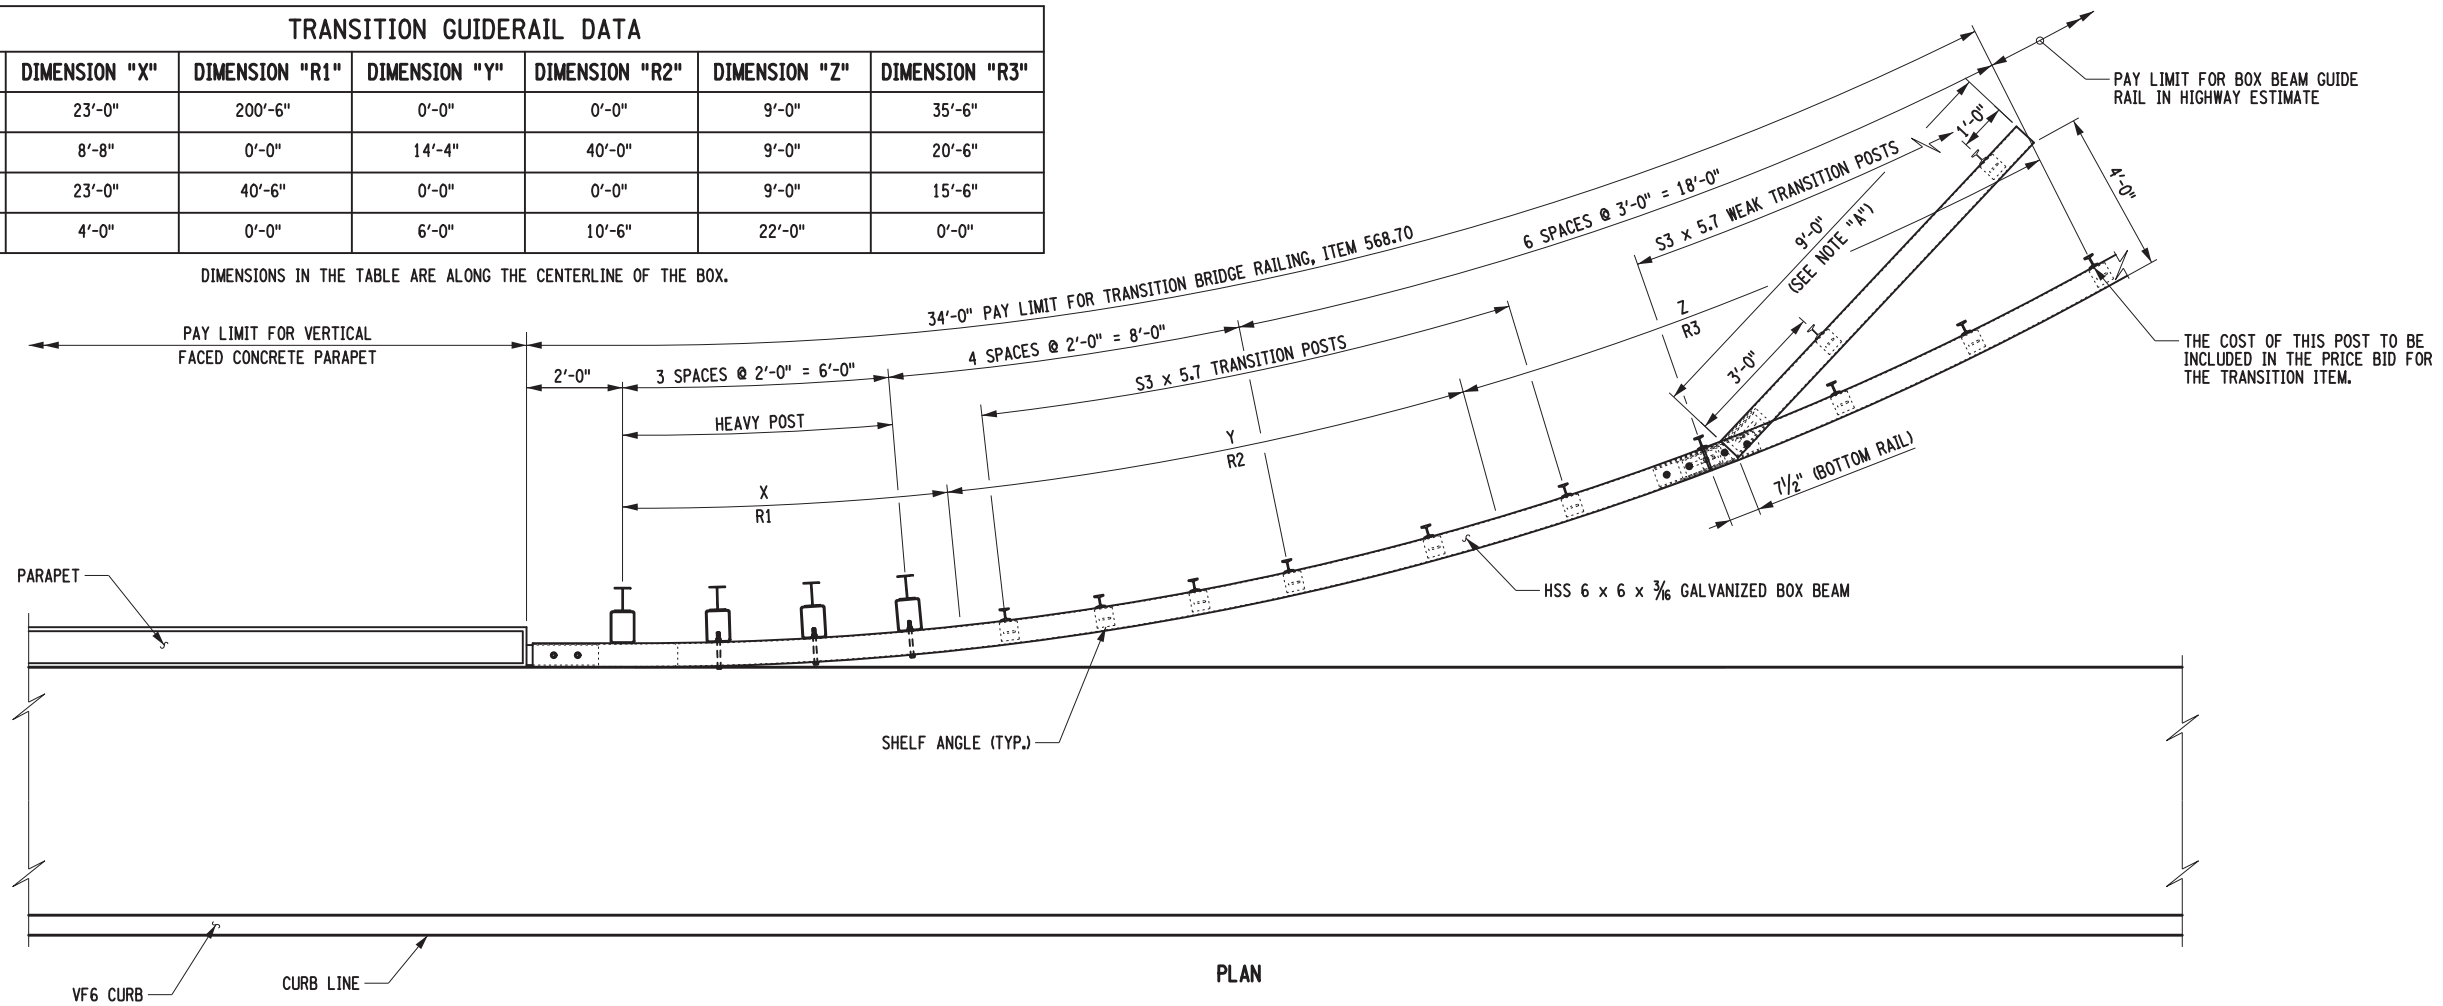 TRANSITION GUIDERAIL DATA
DIMENSION "X" DIMENSION "R1" DIMENSION "Y" DIMENSION "R2" DIMENSION "Z" DIMENSION "R3"
23'-0" 200'-6" 0'-0" 0'-0" 9'-0" 35'-6"
8'-8" 0'-0" 14'-4" 40'-0" 9'-0" 20'-6"
23'-0" 40'-6" 0'-0" 0'-0" 9'-0" 15'-6"
4'-0" 0'-0" 6'-0" 10'-6" 22'-0" 0'-0"
DIMENSIONS IN THE TABLE ARE ALONG THE CENTERLINE OF THE BOX.
PAY LIMIT FOR BOX BEAM GUIDE
RAIL IN HIGHWAY ESTIMATE
1'-0"
4'-0"
S3 x 5.7 WEAK TRANSITION POSTS
6 SPACES @ 3'-0" = 18'-0"
9'-0"
(SEE NOTE "A")
34'-0" PAY LIMIT FOR TRANSITION BRIDGE RAILING, ITEM 568.70
Z
R3
PAY LIMIT FOR VERTICAL
FACED CONCRETE PARAPET
4 SPACES @ 2'-0" = 8'-0"
S3 x 5.7 TRANSITION POSTS
THE COST OF THIS POST TO BE
INCLUDED IN THE PRICE BID FOR
THE TRANSITION ITEM.
2'-0"
3 SPACES @ 2'-0" = 6'-0"
3'-0"
HEAVY POST
Y
R2
7½" (BOTTOM RAIL)
X
R1
PARAPET
HSS 6 x 6 x 3⁄16 GALVANIZED BOX BEAM
SHELF ANGLE (TYP.)
PLAN
CURB LINE
VF6 CURB